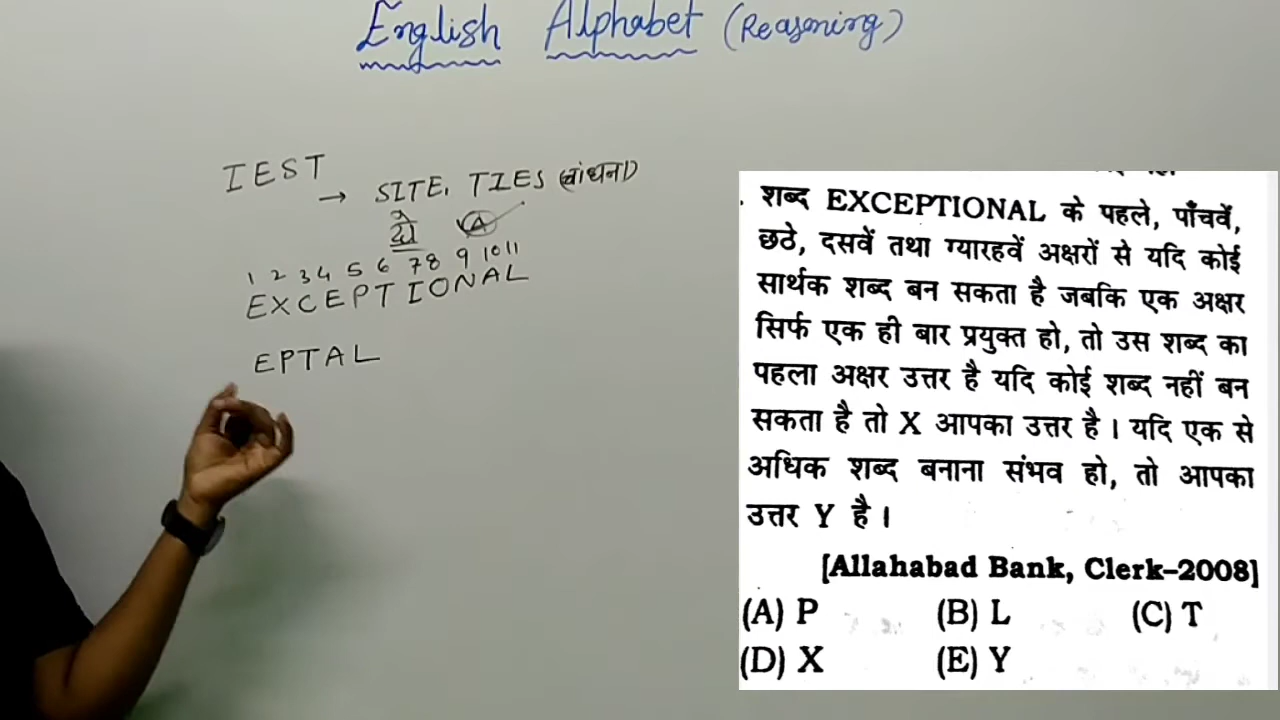 English Alphabet (Reasoning)
IEST
→ SITE, TIES (बांधना)
दो A
1 2 3 4 5 6 7 8 9 10 11
EXCEPTIONAL
EPTAL
शब्द EXCEPTIONAL के पहले, पाँचवें,
छठे, दसवें तथा ग्यारहवें अक्षरों से यदि कोई
सार्थक शब्द बन सकता है जबकि एक अक्षर
सिर्फ एक ही बार प्रयुक्त हो, तो उस शब्द का
पहला अक्षर उत्तर है यदि कोई शब्द नहीं बन
सकता है तो X आपका उत्तर है। यदि एक से
अधिक शब्द बनाना संभव हो, तो आपका
उत्तर Y है।
[Allahabad Bank, Clerk-2008]
(A) P (B) L (C) T
(D) X (E) Y